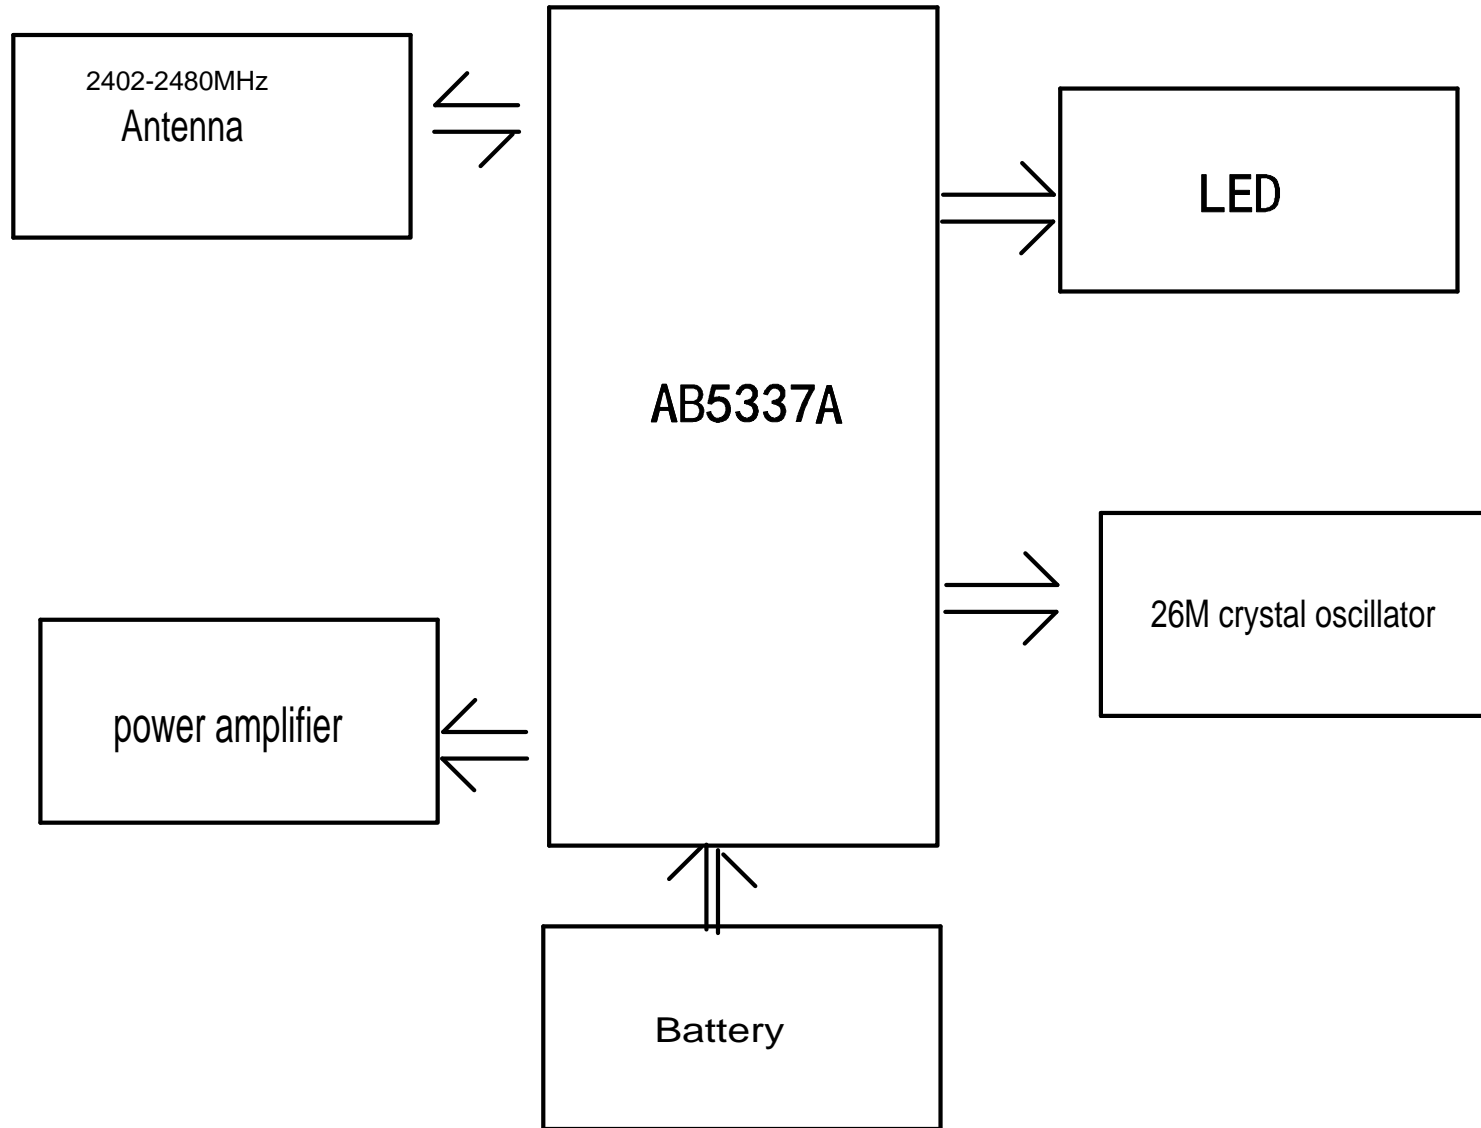 2402-2480MHz
Antenna
LED
AB5337A
26M crystal oscillator
power amplifier
Battery